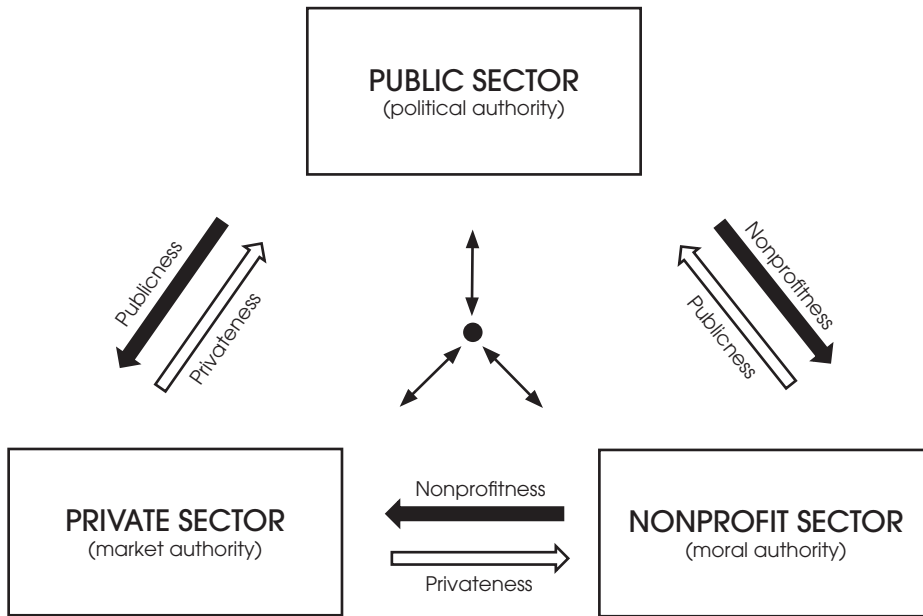 PUBLIC SECTOR
(political authority)
Publicness
Privateness
Nonprofitness
Publicness
PRIVATE SECTOR
(market authority)
Nonprofitness
Privateness
NONPROFIT SECTOR
(moral authority)